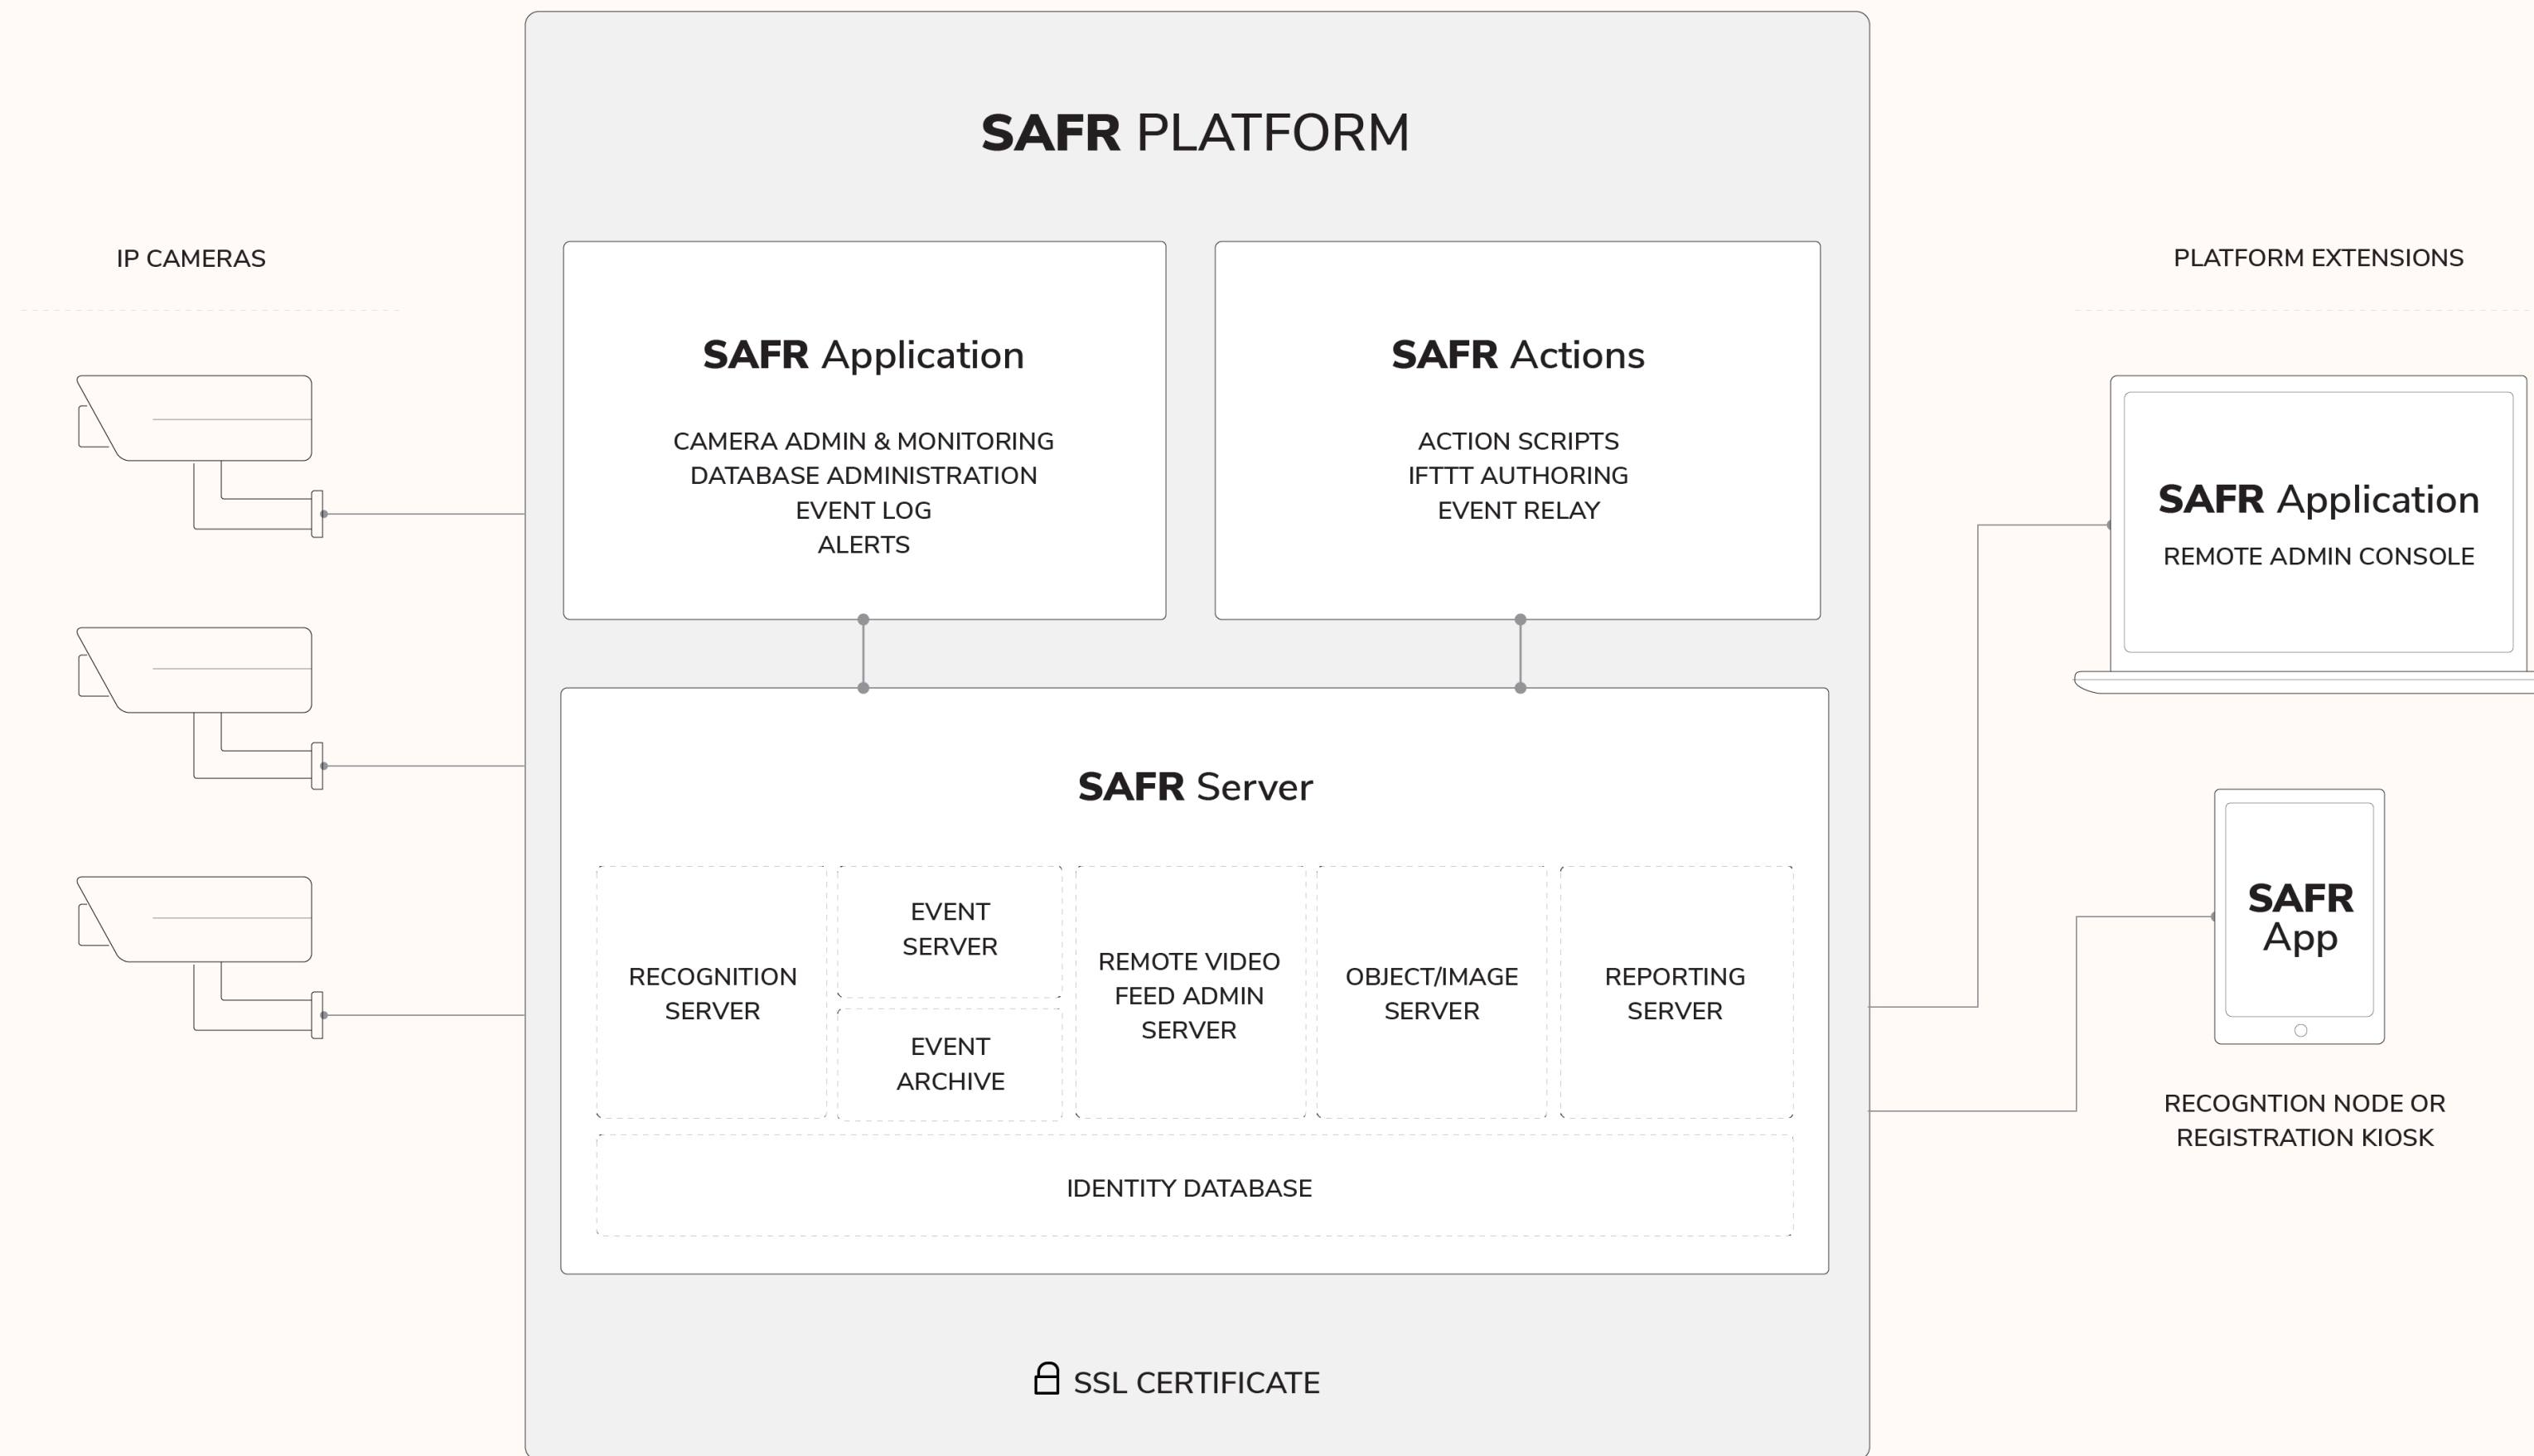 SAFR PLATFORM
IP CAMERAS
SAFR Application
CAMERA ADMIN & MONITORING
DATABASE ADMINISTRATION
EVENT LOG
ALERTS
SAFR Actions
ACTION SCRIPTS
IFTTT AUTHORING
EVENT RELAY
SAFR Server
RECOGNITION
SERVER
EVENT
SERVER
EVENT
ARCHIVE
REMOTE VIDEO
FEED ADMIN
SERVER
OBJECT/IMAGE
SERVER
REPORTING
SERVER
IDENTITY DATABASE
SSL CERTIFICATE
PLATFORM EXTENSIONS
SAFR Application
REMOTE ADMIN CONSOLE
SAFR
App
RECOGNTION NODE OR
REGISTRATION KIOSK